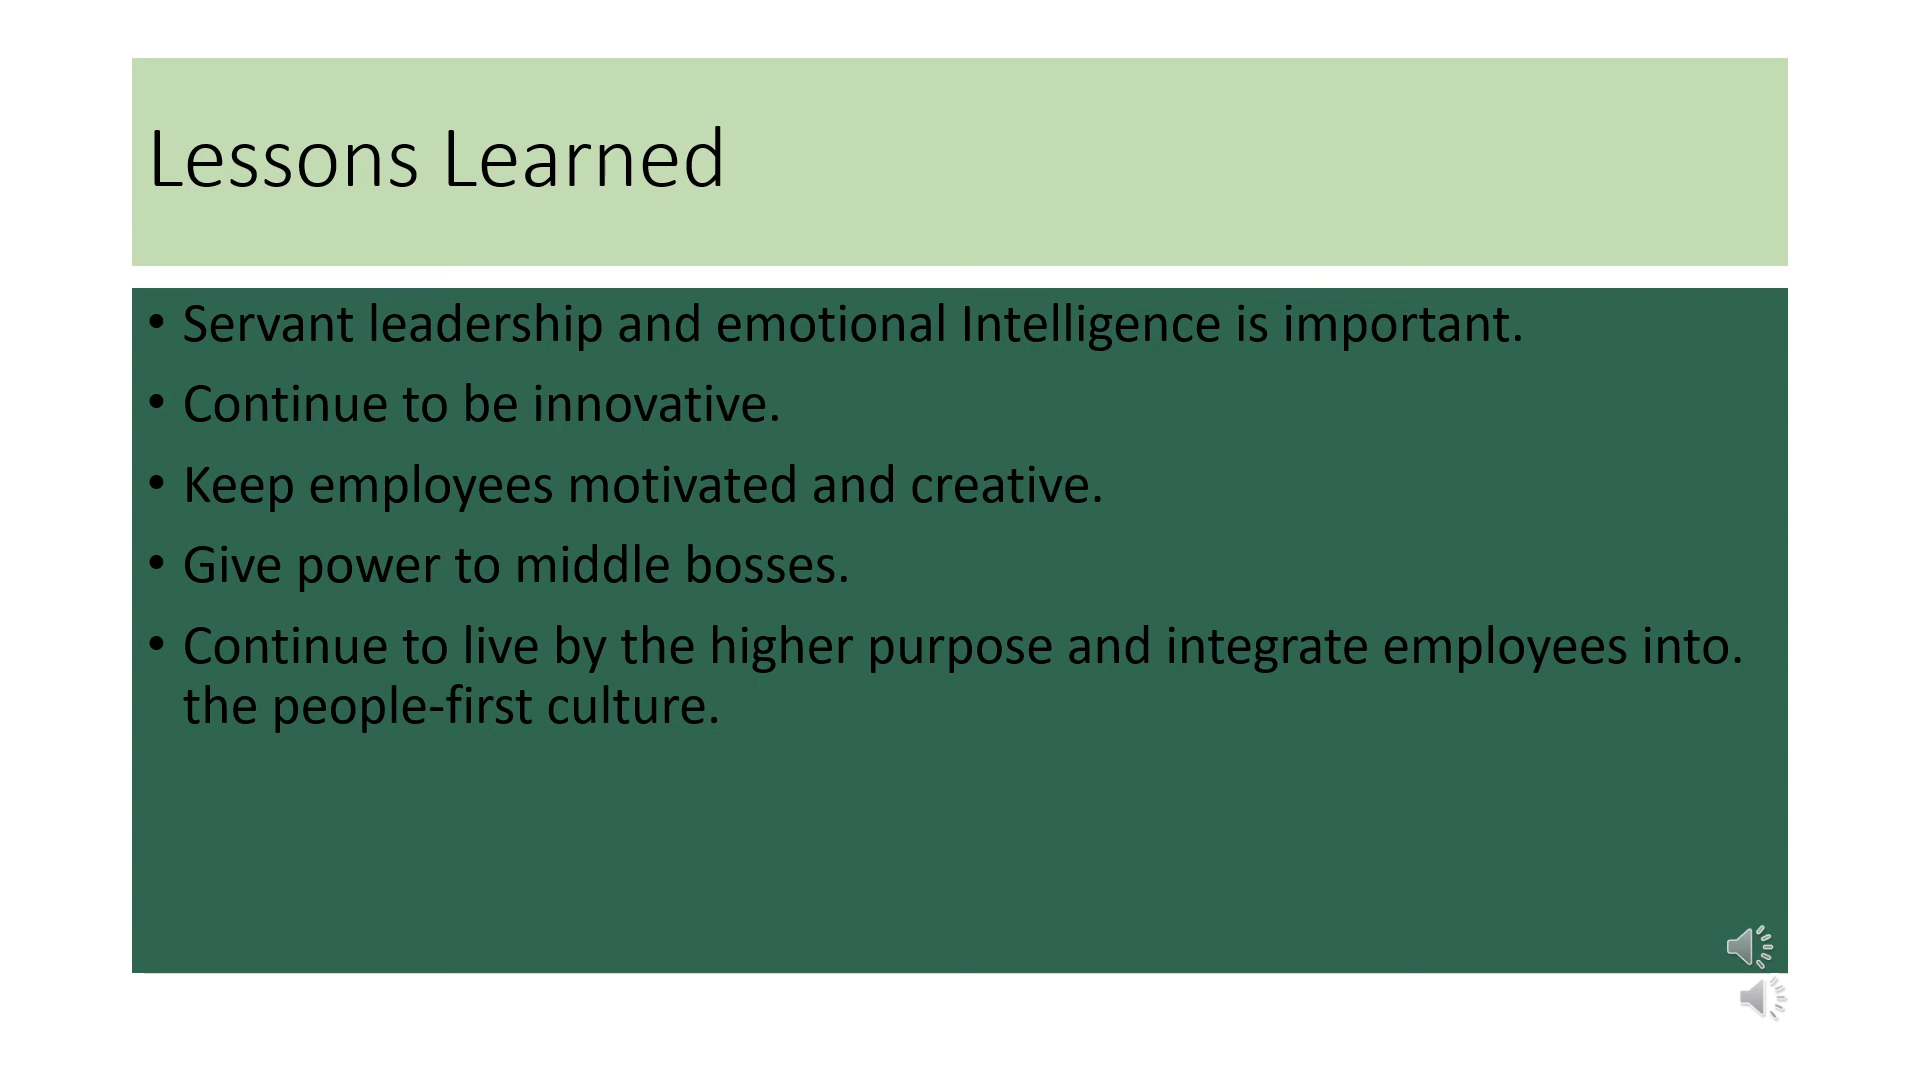 Lessons Learned
• Servant leadership and emotional Intelligence is important.
• Continue to be innovative.
• Keep employees motivated and creative.
• Give power to middle bosses.
• Continue to live by the higher purpose and integrate employees into.
the people-first culture.